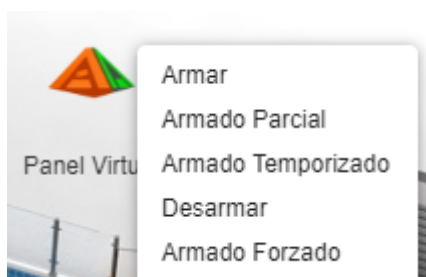 Armar
Armado Parcial
Panel Virtu
Armado Temporizado
Desarmar
Armado Forzado